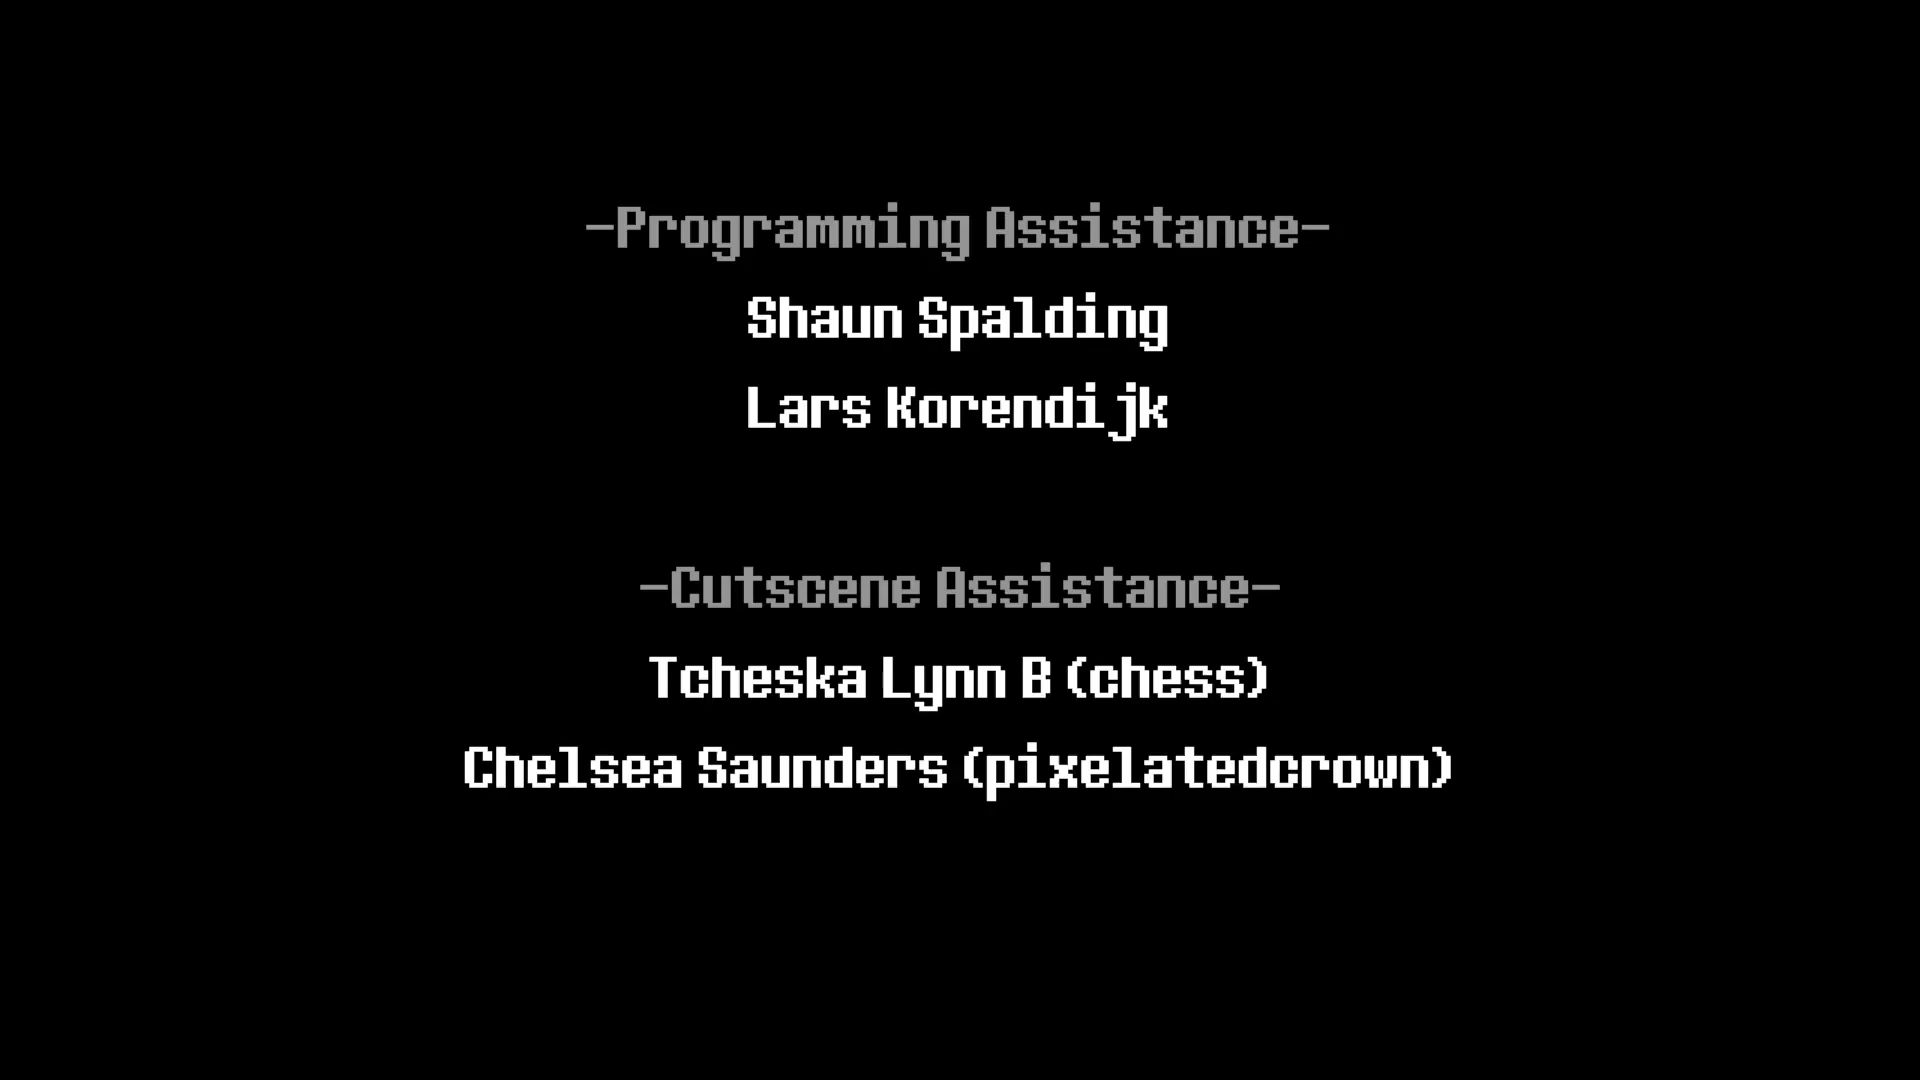 -Programming Assistance-
Shaun Spalding
Lars Korendijk
-Cutscene Assistance-
Tcheska Lynn B (chess)
Chelsea Saunders (pixelatedcrown)